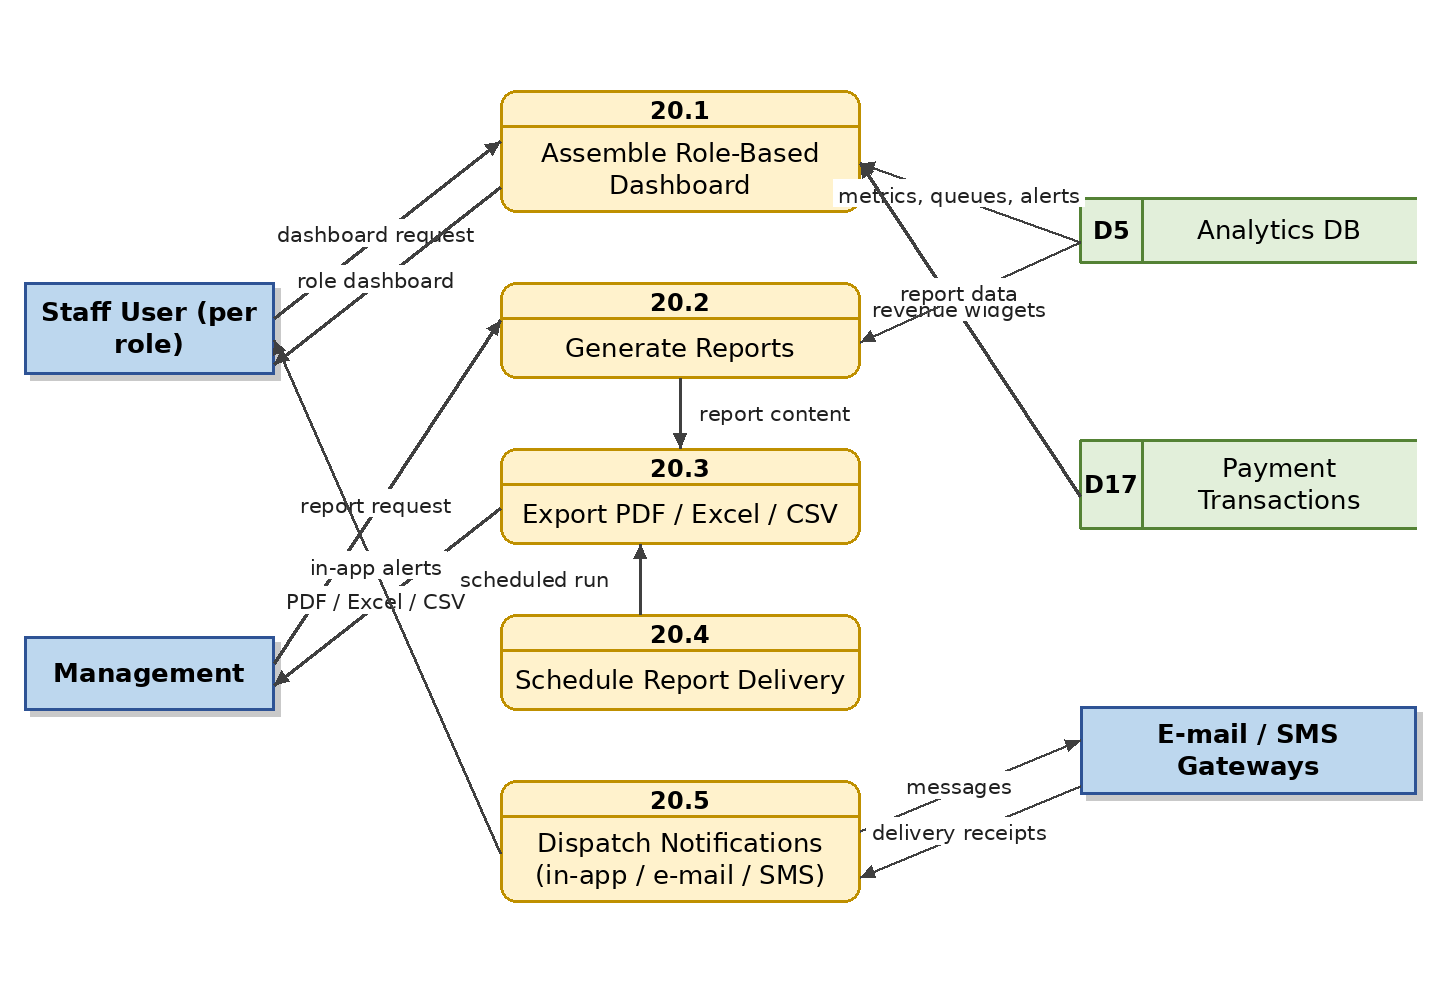 20.1
Assemble Role-Based
Dashboard
metrics, queues, alerts
D5
Analytics DB
dashboard request
role dashboard
Staff User (per
role)
20.2
Generate Reports
report data
revenue widgets
report content
20.3
Export PDF / Excel / CSV
D17
Payment
Transactions
report request
in-app alerts
PDF / Excel / CSV
scheduled run
20.4
Schedule Report Delivery
Management
E-mail / SMS
Gateways
20.5
Dispatch Notifications
(in-app / e-mail / SMS)
messages
delivery receipts